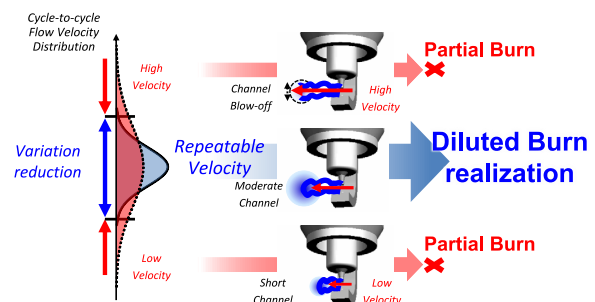 Cycle-to-cycle
Flow Velocity
Distribution
High
Velocity
Variation
reduction
Low
Velocity
Repeatable
Velocity
Channel
Blow-off
High
Velocity
Moderate
Channel
Short
Channel
Low
Velocity
Partial Burn
Diluted Burn
realization
Partial Burn